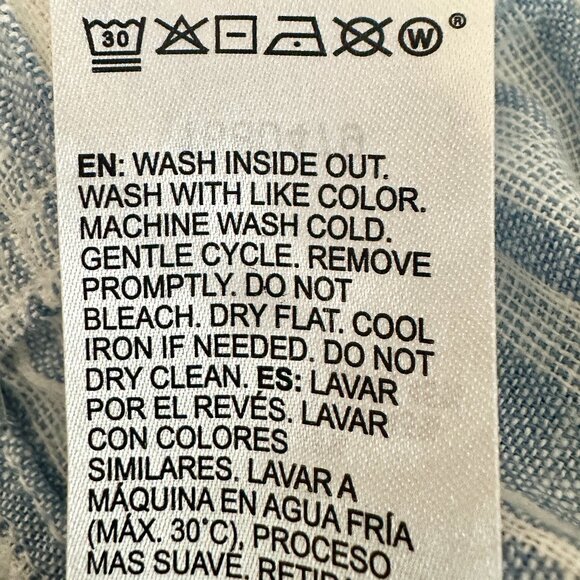 30 W ®
EN: WASH INSIDE OUT.
WASH WITH LIKE COLOR.
MACHINE WASH COLD.
GENTLE CYCLE. REMOVE
PROMPTLY. DO NOT
BLEACH. DRY FLAT. COOL
IRON IF NEEDED. DO NOT
DRY CLEAN. ES: LAVAR
POR EL REVÉS. LAVAR
CON COLORES
SIMILARES. LAVAR A
MÁQUINA EN AGUA FRÍA
(MÁX. 30°C), PROCESO
MAS SUAVE.